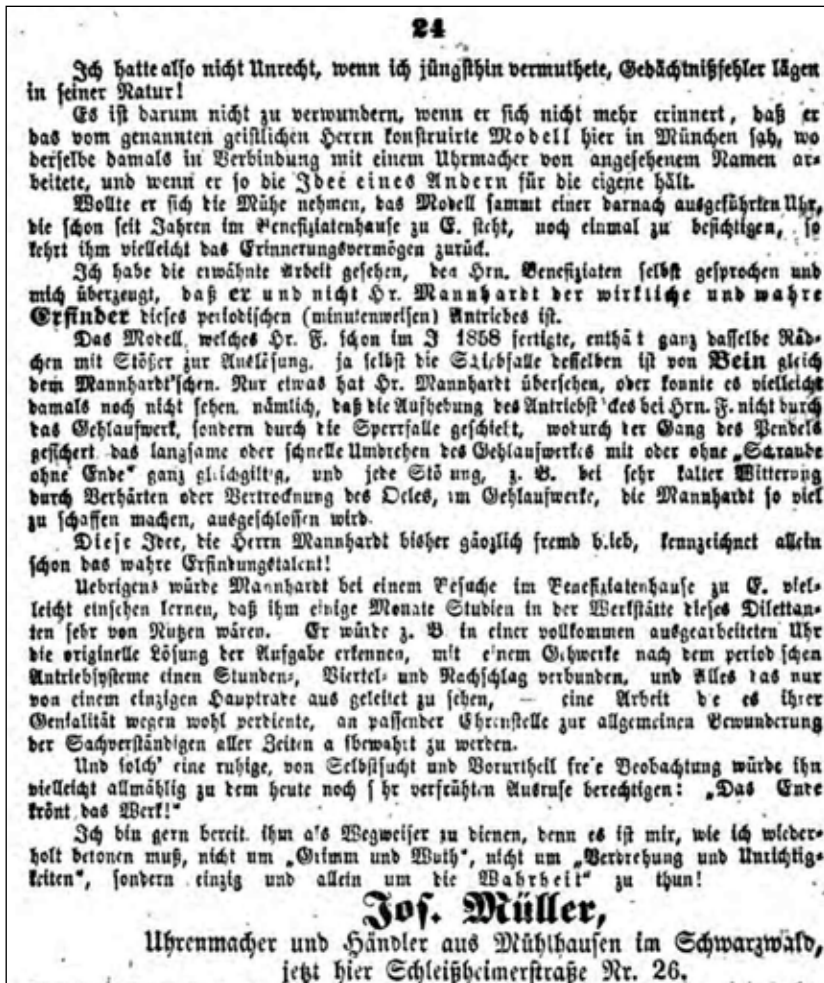 24
Ich hatte also nicht Unrecht, wenn ich jüngsthin vermuthete, Gedächtnißfehler lägen
in seiner Natur!
Es ist darum nicht zu verwundern, wenn er sich nicht mehr erinnert, daß er
das vom genannten geistlichen Herrn konstruirte Modell hier in München sah, wo
derselbe damals in Verbindung mit einem Uhrmacher von angesehenem Namen ar-
beitete, und wenn er so die Idee eines Andern für die eigene hält.
Wollte er sich die Mühe nehmen, das Modell sammt einer darnach ausgeführten Uhr,
die schon seit Jahren im Benefiziatenhause zu E. steht, noch einmal zu besichtigen, so
kehrt ihm vielleicht das Erinnerungsvermögen zurück.
Ich habe die erwähnte Arbeit gesehen, den Hrn. Benefiziaten selbst gesprochen und
mich überzeugt, daß er und nicht Hr. Mannhardt der wirkliche und wahre
Erfinder dieses periodischen (minutenweisen) Antriebes ist.
Das Modell, welches Hr. F. schon im J 1858 fertigte, enthält ganz dasselbe Räd-
chen mit Stößer zur Auslösung, ja selbst die Stiebfalle desselben ist von Bein gleich
dem Mannhardt'schen. Nur etwas hat Hr. Mannhardt übersehen, oder konnte es vielleicht
damals noch nicht sehen, nämlich, daß die Aufhebung des Antriebst'ckes bei Hrn. F. nicht durch
das Gehlaufwerk, sondern durch die Sperrfalle geschieht, wodurch der Gang des Pendels
gesichert das langsame oder schnelle Umdrehen des Gehlaufwerkes mit oder ohne „Schraube
ohne Ende“ ganz gleichgiltig, und jede Störung, z. B. bei sehr kalter Witterung
durch Verhärten oder Vertrocknung des Oeles, im Gehlaufwerke, die Mannhardt so viel
zu schaffen machen, ausgeschlossen wird.
Diese Idee, die Herrn Mannhardt bisher gänzlich fremd blieb, kennzeichnet allein
schon das wahre Erfindungstalent!
Uebrigens würde Mannhardt bei einem Besuche im Benefiziatenhause zu E. viel-
leicht einsehen lernen, daß ihm einige Monate Studien in der Werkstätte dieses Dilettan-
ten sehr von Nutzen wären. Er würde z. B in einer vollkommen ausgearbeiteten Uhr
die originelle Lösung der Aufgabe erkennen, mit einem Gehwerke nach dem periodischen
Antriebsysteme einen Stunden-, Viertel- und Nachschlag verbunden, und Alles das nur
von einem einzigen Hauptrade aus geleitet zu sehen, — eine Arbeit die es ihrer
Genialität wegen wohl verdiente, an passender Ehrenstelle zur allgemeinen Bewunderung
der Sachverständigen aller Zeiten aufbewahrt zu werden.
Und solch' eine ruhige, von Selbstsucht und Vorurtheil freie Beobachtung würde ihn
vielleicht allmählig zu dem heute noch sehr verfrühten Ausrufe berechtigen: „Das Ende
krönt das Werk!“
Ich bin gern bereit, ihm als Wegweiser zu dienen, denn es ist mir, wie ich wieder-
holt betonen muß, nicht um „Grimm und Wuth“, nicht um „Verdrehung und Unrichtig-
keiten“, sondern einzig und allein um die Wahrheit“ zu thun!
Jos. Müller,
Uhrenmacher und Händler aus Mühlhausen im Schwarzwald,
jetzt hier Schleißheimerstraße Nr. 26.